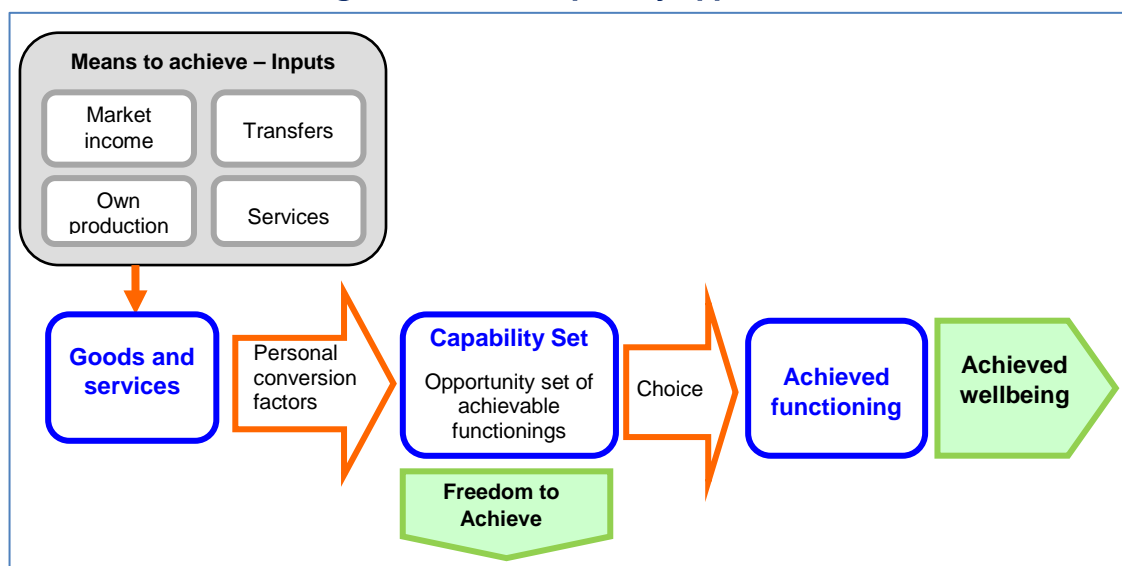 Means to achieve – Inputs
Market
income
Transfers
Own
production
Services
Goods and
services
Personal
conversion
factors
Capability Set
Opportunity set of
achievable
functionings
Choice
Achieved
functioning
Achieved
wellbeing
Freedom to
Achieve